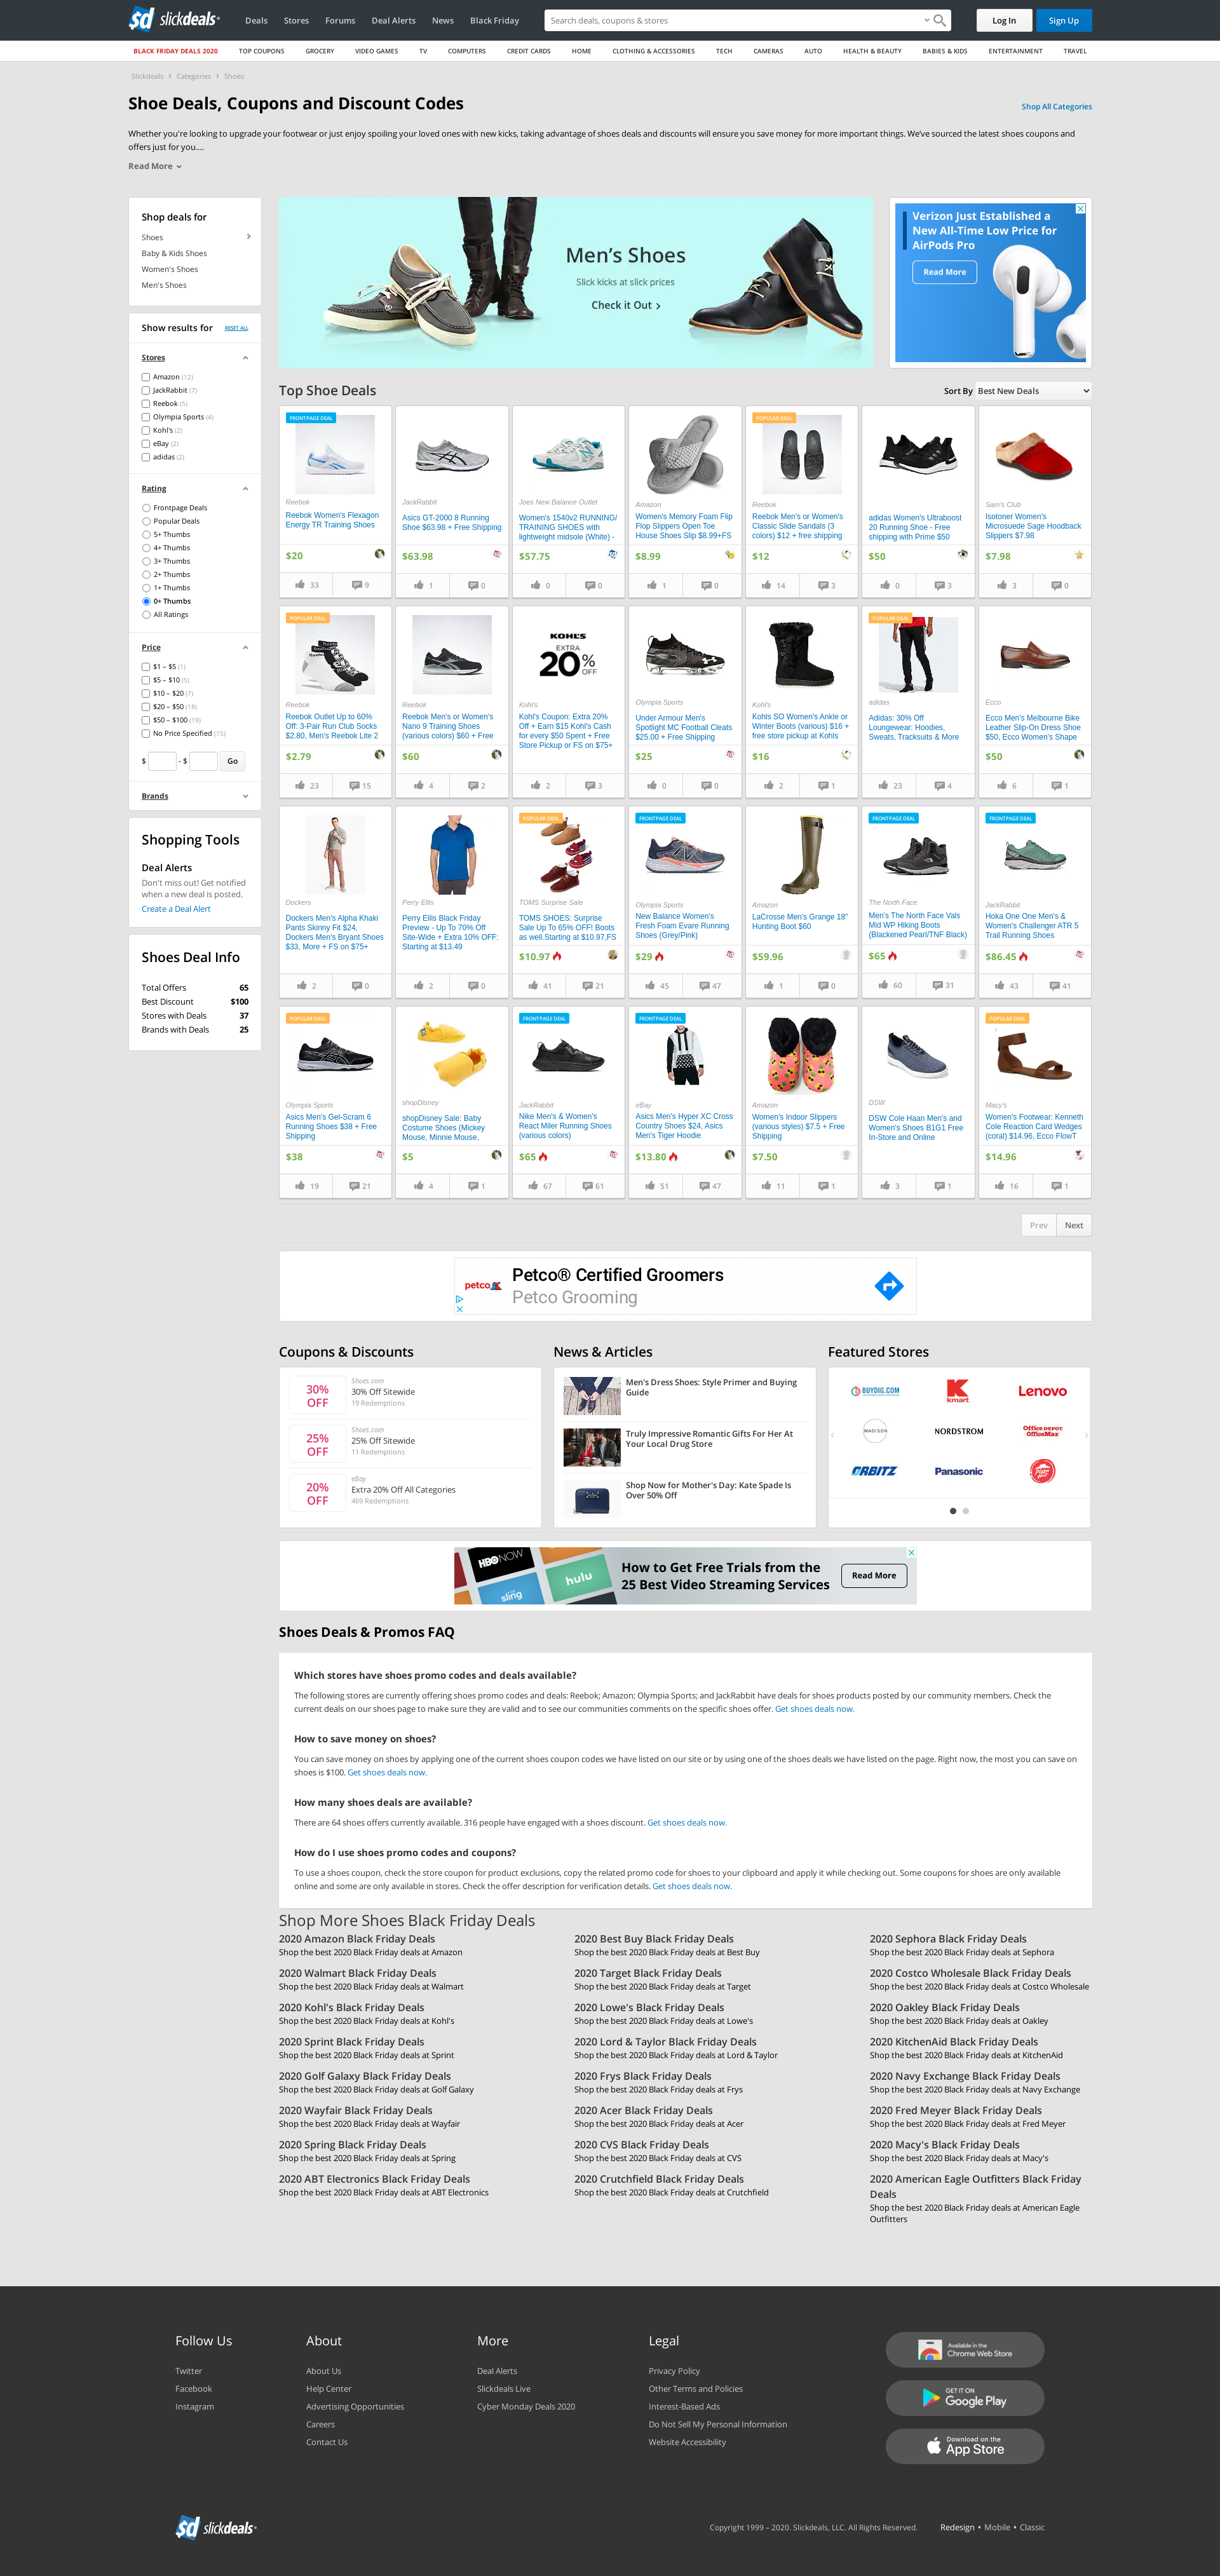 slickdeals
Deals
Stores
Forums
Deal Alerts
News
Black Friday
Search deals, coupons & stores
Log In
Sign Up
BLACK FRIDAY DEALS 2020
TOP COUPONS
GROCERY
VIDEO GAMES
TV
COMPUTERS
CREDIT CARDS
HOME
CLOTHING & ACCESSORIES
TECH
CAMERAS
AUTO
HEALTH & BEAUTY
BABIES & KIDS
ENTERTAINMENT
TRAVEL
Slickdeals › Categories › Shoes
Shoe Deals, Coupons and Discount Codes
Shop All Categories
Whether you're looking to upgrade your footwear or just enjoy spoiling your loved ones with new kicks, taking advantage of shoes deals and discounts will ensure you save money for more important things. We've sourced the latest shoes coupons and
offers just for you....
Read More
Shop deals for
Shoes
Baby & Kids Shoes
Women's Shoes
Men's Shoes
Show results for
RESET ALL
Stores
Amazon (12)
JackRabbit (7)
Reebok (5)
Olympia Sports (4)
Kohl's (2)
eBay (2)
adidas (2)
Rating
Frontpage Deals
Popular Deals
5+ Thumbs
4+ Thumbs
3+ Thumbs
2+ Thumbs
1+ Thumbs
0+ Thumbs
All Ratings
Price
$1 – $5 (1)
$5 – $10 (5)
$10 – $20 (7)
$20 – $50 (18)
$50 – $100 (19)
No Price Specified (15)
$ - $ Go
Brands
Shopping Tools
Deal Alerts
Don't miss out! Get notified
when a new deal is posted.
Create a Deal Alert
Shoes Deal Info
Total Offers 65
Best Discount $100
Stores with Deals 37
Brands with Deals 25
Men's Shoes
Slick kicks at slick prices
Check it Out
Verizon Just Established a
New All-Time Low Price for
AirPods Pro
Read More
Top Shoe Deals
Sort By Best New Deals
FRONTPAGE DEAL
Reebok
Reebok Women's Flexagon
Energy TR Training Shoes
$20
33 9
JackRabbit
Asics GT-2000 8 Running
Shoe $63.98 + Free Shipping
$63.98
1 0
Joes New Balance Outlet
Women's 1540v2 RUNNING/
TRAINING SHOES with
lightweight midsole (White) -
$57.75
0 0
Amazon
Women's Memory Foam Flip
Flop Slippers Open Toe
House Shoes Slip $8.99+FS
$8.99
1 0
POPULAR DEAL
Reebok
Reebok Men's or Women's
Classic Slide Sandals (3
colors) $12 + free shipping
$12
14 3
adidas Women's Ultraboost
20 Running Shoe - Free
shipping with Prime $50
$50
0 3
Sam's Club
Isotoner Women's
Microsuede Sage Hoodback
Slippers $7.98
$7.98
3 0
POPULAR DEAL
Reebok
Reebok Outlet Up to 60%
Off: 3-Pair Run Club Socks
$2.80, Men's Reebok Lite 2
$2.79
23 15
Reebok
Reebok Men's or Women's
Nano 9 Training Shoes
(various colors) $60 + Free
$60
4 2
KOHL'S
EXTRA
20% OFF
Kohl's
Kohl's Coupon: Extra 20%
Off + Earn $15 Kohl's Cash
for every $50 Spent + Free
Store Pickup or FS on $75+
2 3
Olympia Sports
Under Armour Men's
Spotlight MC Football Cleats
$25.00 + Free Shipping
$25
0 0
Kohl's
Kohls SO Women's Ankle or
Winter Boots (various) $16 +
free store pickup at Kohls
$16
2 1
POPULAR DEAL
adidas
Adidas: 30% Off
Loungewear: Hoodies,
Sweats, Tracksuits & More
23 4
Ecco
Ecco Men's Melbourne Bike
Leather Slip-On Dress Shoe
$50, Ecco Women's Shape
$50
6 1
Dockers
Dockers Men's Alpha Khaki
Pants Skinny Fit $24,
Dockers Men's Bryant Shoes
$33, More + FS on $75+
2 0
Perry Ellis
Perry Ellis Black Friday
Preview - Up To 70% Off
Site-Wide + Extra 10% OFF:
Starting at $13.49
2 0
POPULAR DEAL
TOMS Surprise Sale
TOMS SHOES: Surprise
Sale Up To 65% OFF! Boots
as well.Starting at $10.97,FS
$10.97
41 21
FRONTPAGE DEAL
Olympia Sports
New Balance Women's
Fresh Foam Evare Running
Shoes (Grey/Pink)
$29
45 47
Amazon
LaCrosse Men's Grange 18"
Hunting Boot $60
$59.96
1 0
FRONTPAGE DEAL
The North Face
Men's The North Face Vals
Mid WP Hiking Boots
(Blackened Pearl/TNF Black)
$65
60 31
FRONTPAGE DEAL
JackRabbit
Hoka One One Men's &
Women's Challenger ATR 5
Trail Running Shoes
$86.45
43 41
POPULAR DEAL
Olympia Sports
Asics Men's Gel-Scram 6
Running Shoes $38 + Free
Shipping
$38
19 21
shopDisney
shopDisney Sale: Baby
Costume Shoes (Mickey
Mouse, Minnie Mouse,
$5
4 1
FRONTPAGE DEAL
JackRabbit
Nike Men's & Women's
React Miler Running Shoes
(various colors)
$65
67 61
FRONTPAGE DEAL
eBay
Asics Men's Hyper XC Cross
Country Shoes $24, Asics
Men's Tiger Hoodie
$13.80
51 47
Amazon
Women's Indoor Slippers
(various styles) $7.5 + Free
Shipping
$7.50
11 1
DSW
DSW Cole Haan Men's and
Women's Shoes B1G1 Free
In-Store and Online
3 1
POPULAR DEAL
Macy's
Women's Footwear: Kenneth
Cole Reaction Card Wedges
(coral) $14.96, Ecco FlowT
$14.96
16 1
Prev Next
petco
Petco® Certified Groomers
Petco Grooming
Coupons & Discounts
30% OFF
Shoes.com
30% Off Sitewide
19 Redemptions
25% OFF
Shoes.com
25% Off Sitewide
11 Redemptions
20% OFF
eBay
Extra 20% Off All Categories
469 Redemptions
News & Articles
Men's Dress Shoes: Style Primer and Buying
Guide
Truly Impressive Romantic Gifts For Her At
Your Local Drug Store
Shop Now for Mother's Day: Kate Spade Is
Over 50% Off
Featured Stores
BUYDIG.COM
kmart
Lenovo
MADISON
NORDSTROM
Office DEPOT
OfficeMax
ORBITZ
Panasonic
HBO NOW
sling
hulu
How to Get Free Trials from the
25 Best Video Streaming Services
Read More
Shoes Deals & Promos FAQ
Which stores have shoes promo codes and deals available?
The following stores are currently offering shoes promo codes and deals: Reebok; Amazon; Olympia Sports; and JackRabbit have deals for shoes products posted by our community members. Check the
current deals on our shoes page to make sure they are valid and to see our communities comments on the specific shoes offer. Get shoes deals now.
How to save money on shoes?
You can save money on shoes by applying one of the current shoes coupon codes we have listed on our site or by using one of the shoes deals we have listed on the page. Right now, the most you can save on
shoes is $100. Get shoes deals now.
How many shoes deals are available?
There are 64 shoes offers currently available. 316 people have engaged with a shoes discount. Get shoes deals now.
How do I use shoes promo codes and coupons?
To use a shoes coupon, check the store coupon for product exclusions, copy the related promo code for shoes to your clipboard and apply it while checking out. Some coupons for shoes are only available
online and some are only available in stores. Check the offer description for verification details. Get shoes deals now.
Shop More Shoes Black Friday Deals
2020 Amazon Black Friday Deals
Shop the best 2020 Black Friday deals at Amazon
2020 Best Buy Black Friday Deals
Shop the best 2020 Black Friday deals at Best Buy
2020 Sephora Black Friday Deals
Shop the best 2020 Black Friday deals at Sephora
2020 Walmart Black Friday Deals
Shop the best 2020 Black Friday deals at Walmart
2020 Target Black Friday Deals
Shop the best 2020 Black Friday deals at Target
2020 Costco Wholesale Black Friday Deals
Shop the best 2020 Black Friday deals at Costco Wholesale
2020 Kohl's Black Friday Deals
Shop the best 2020 Black Friday deals at Kohl's
2020 Lowe's Black Friday Deals
Shop the best 2020 Black Friday deals at Lowe's
2020 Oakley Black Friday Deals
Shop the best 2020 Black Friday deals at Oakley
2020 Sprint Black Friday Deals
Shop the best 2020 Black Friday deals at Sprint
2020 Lord & Taylor Black Friday Deals
Shop the best 2020 Black Friday deals at Lord & Taylor
2020 KitchenAid Black Friday Deals
Shop the best 2020 Black Friday deals at KitchenAid
2020 Golf Galaxy Black Friday Deals
Shop the best 2020 Black Friday deals at Golf Galaxy
2020 Frys Black Friday Deals
Shop the best 2020 Black Friday deals at Frys
2020 Navy Exchange Black Friday Deals
Shop the best 2020 Black Friday deals at Navy Exchange
2020 Wayfair Black Friday Deals
Shop the best 2020 Black Friday deals at Wayfair
2020 Acer Black Friday Deals
Shop the best 2020 Black Friday deals at Acer
2020 Fred Meyer Black Friday Deals
Shop the best 2020 Black Friday deals at Fred Meyer
2020 Spring Black Friday Deals
Shop the best 2020 Black Friday deals at Spring
2020 CVS Black Friday Deals
Shop the best 2020 Black Friday deals at CVS
2020 Macy's Black Friday Deals
Shop the best 2020 Black Friday deals at Macy's
2020 ABT Electronics Black Friday Deals
Shop the best 2020 Black Friday deals at ABT Electronics
2020 Crutchfield Black Friday Deals
Shop the best 2020 Black Friday deals at Crutchfield
2020 American Eagle Outfitters Black Friday
Deals
Shop the best 2020 Black Friday deals at American Eagle
Outfitters
Follow Us
Twitter
Facebook
Instagram
About
About Us
Help Center
Advertising Opportunities
Careers
Contact Us
More
Deal Alerts
Slickdeals Live
Cyber Monday Deals 2020
Legal
Privacy Policy
Other Terms and Policies
Interest-Based Ads
Do Not Sell My Personal Information
Website Accessibility
Available in the
Chrome Web Store
GET IT ON
Google Play
Download on the
App Store
slickdeals
Copyright 1999 – 2020. Slickdeals, LLC. All Rights Reserved.
Redesign • Mobile • Classic